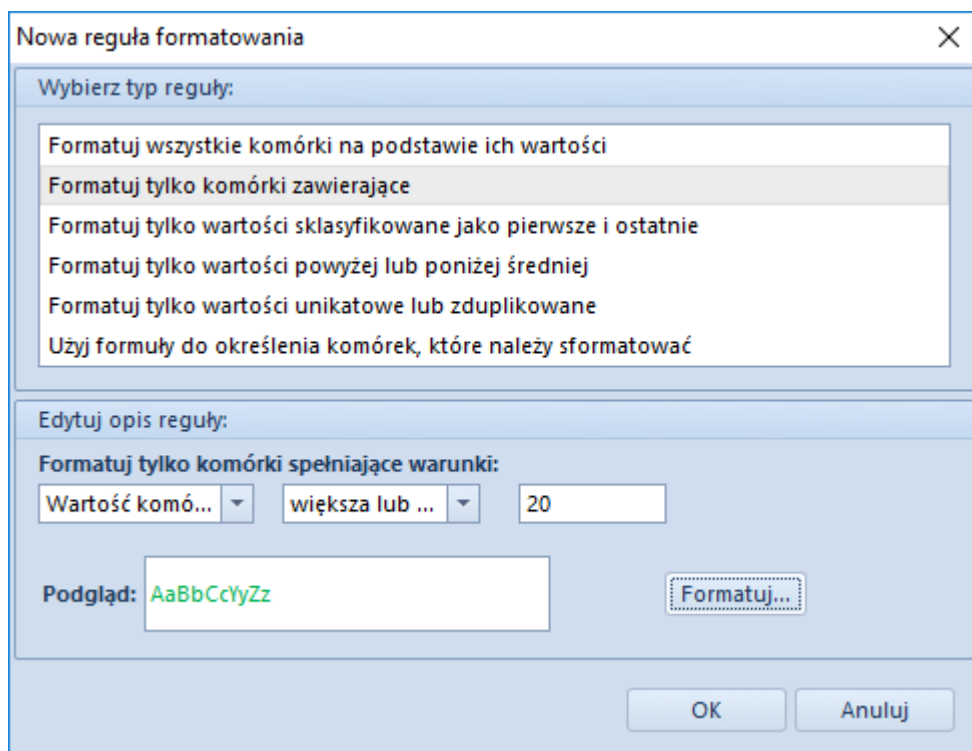 Nowa reguła formatowania
Wybierz typ reguły:
Formatuj wszystkie komórki na podstawie ich wartości
Formatuj tylko komórki zawierające
Formatuj tylko wartości sklasyfikowane jako pierwsze i ostatnie
Formatuj tylko wartości powyżej lub poniżej średniej
Formatuj tylko wartości unikatowe lub zduplikowane
Użyj formuły do określenia komórek, które należy sformatować
Edytuj opis reguły:
Formatuj tylko komórki spełniające warunki:
Wartość komó... większa lub ... 20
Podgląd: AaBbCcYyZz Formatuj...
OK Anuluj